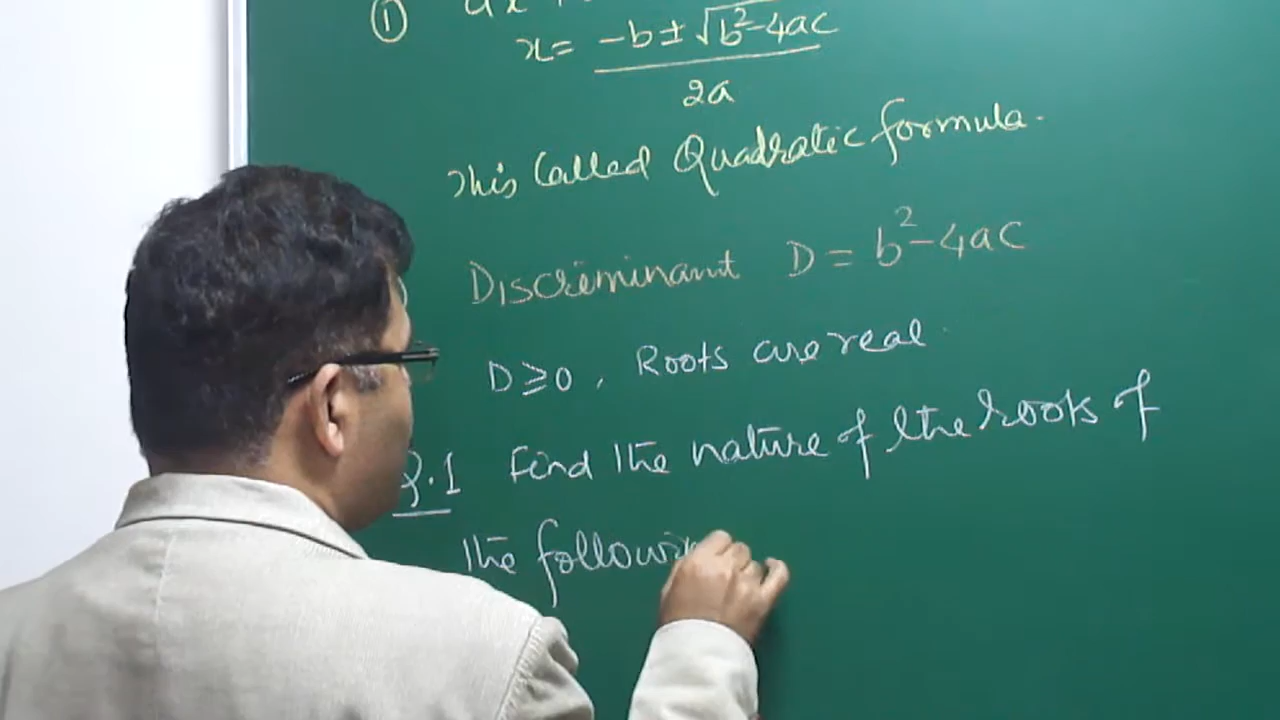 ①
x= -b±√b²-4ac
2a
This Called Quadratic formula.
Discriminant D = b²-4ac
D≥0, Roots are real.
Q.1 Find the nature of the roots of
the followin